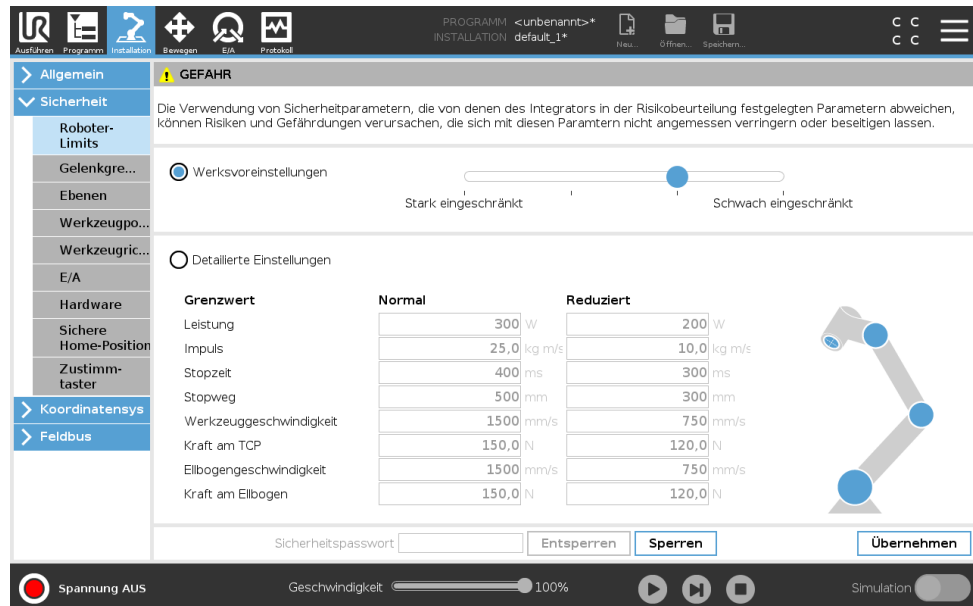 PROGRAMM <unbenannt>*
INSTALLATION default_1*
Ausführen Programm Installation Bewegen E/A Protokoll Neu... Öffnen... Speichern...
C C
C C
Allgemein
Sicherheit
Roboter-
Limits
Gelenkgre...
Ebenen
Werkzeugpo...
Werkzeugric...
E/A
Hardware
Sichere
Home-Position
Zustimm-
taster
Koordinatensys
Feldbus
GEFAHR
Die Verwendung von Sicherheitparametern, die von denen des Integrators in der Risikobeurteilung festgelegten Parametern abweichen,
können Risiken und Gefährdungen verursachen, die sich mit diesen Paramtern nicht angemessen verringern oder beseitigen lassen.
Werksvoreinstellungen
Stark eingeschränkt Schwach eingeschränkt
Detailierte Einstellungen
Grenzwert Normal Reduziert
Leistung 300 W 200 W
Impuls 25,0 kg m/s 10,0 kg m/s
Stopzeit 400 ms 300 ms
Stopweg 500 mm 300 mm
Werkzeuggeschwindigkeit 1500 mm/s 750 mm/s
Kraft am TCP 150,0 N 120,0 N
Ellbogengeschwindigkeit 1500 mm/s 750 mm/s
Kraft am Ellbogen 150,0 N 120,0 N
Sicherheitspasswort Entsperren Sperren Übernehmen
Spannung AUS Geschwindigkeit 100% Simulation